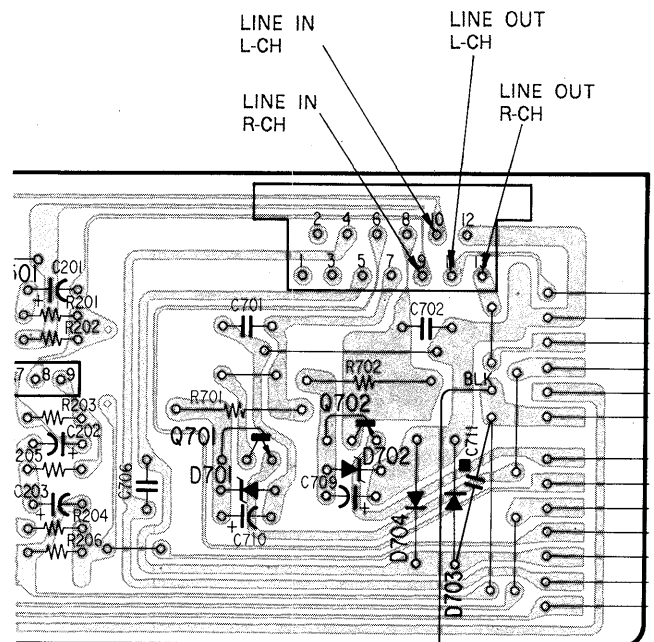 LINE IN
L-CH
LINE OUT
L-CH
LINE IN
R-CH
LINE OUT
R-CH
2 4 6 8 10 12
1 3 5 7 9
C201
R201
R202
7 8 9
R203
C202
205
C203
R204
R206
C706
C701
C702
R701
R702
Q701
Q702
D701
D702
C709
C710
BLK
C711
D704
D703